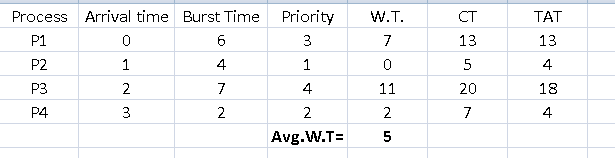 Process Arrival time Burst Time Priority W.T. CT TAT
P1 0 6 3 7 13 13
P2 1 4 1 0 5 4
P3 2 7 4 11 20 18
P4 3 2 2 2 7 4
Avg.W.T= 5